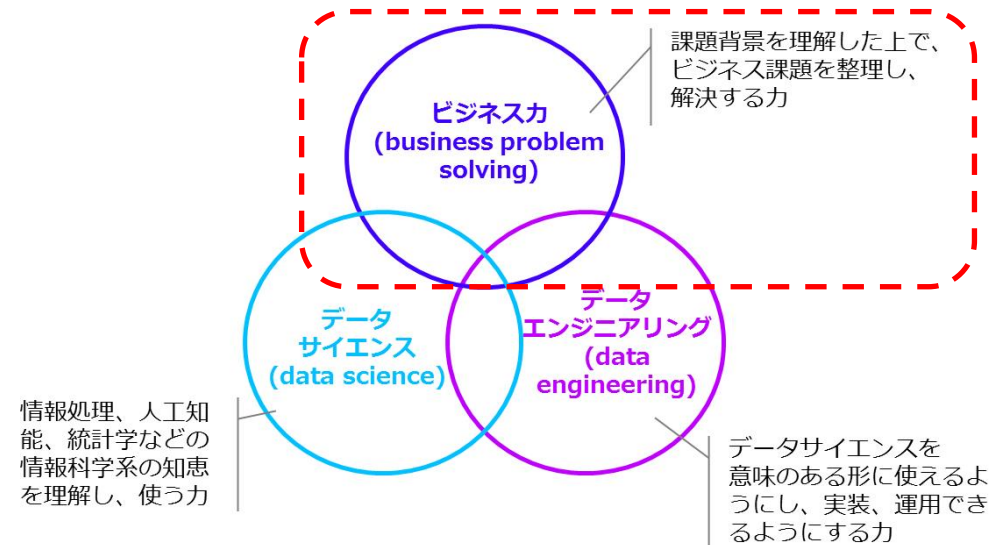 課題背景を理解した上で、
ビジネス課題を整理し、
解決する力
ビジネス力
(business problem
solving)
データ
サイエンス
(data science)
データ
エンジニアリング
(data
engineering)
情報処理、人工知
能、統計学などの
情報科学系の知恵
を理解し、使う力
データサイエンスを
意味のある形に使えるよ
うにし、実装、運用でき
るようにする力